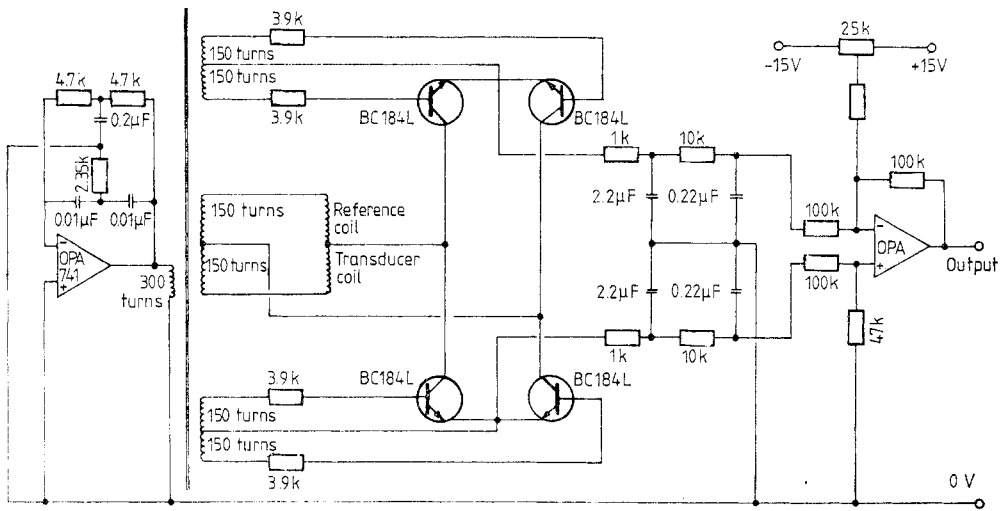 3.9k
25k
-15V
+15V
150 turns
150 turns
4.7k
4.7k
0.2µF
3.9k
BC184L
BC184L
1k
10k
100k
2.35k
2.2µF
0.22µF
0.01µF
0.01µF
150 turns
Reference
coil
100k
-
OPA
+
Output
-
OPA
741
+
150 turns
Transducer
coil
300
turns
2.2µF
0.22µF
100k
47k
1k
10k
3.9k
BC184L
BC184L
150 turns
150 turns
3.9k
0 V